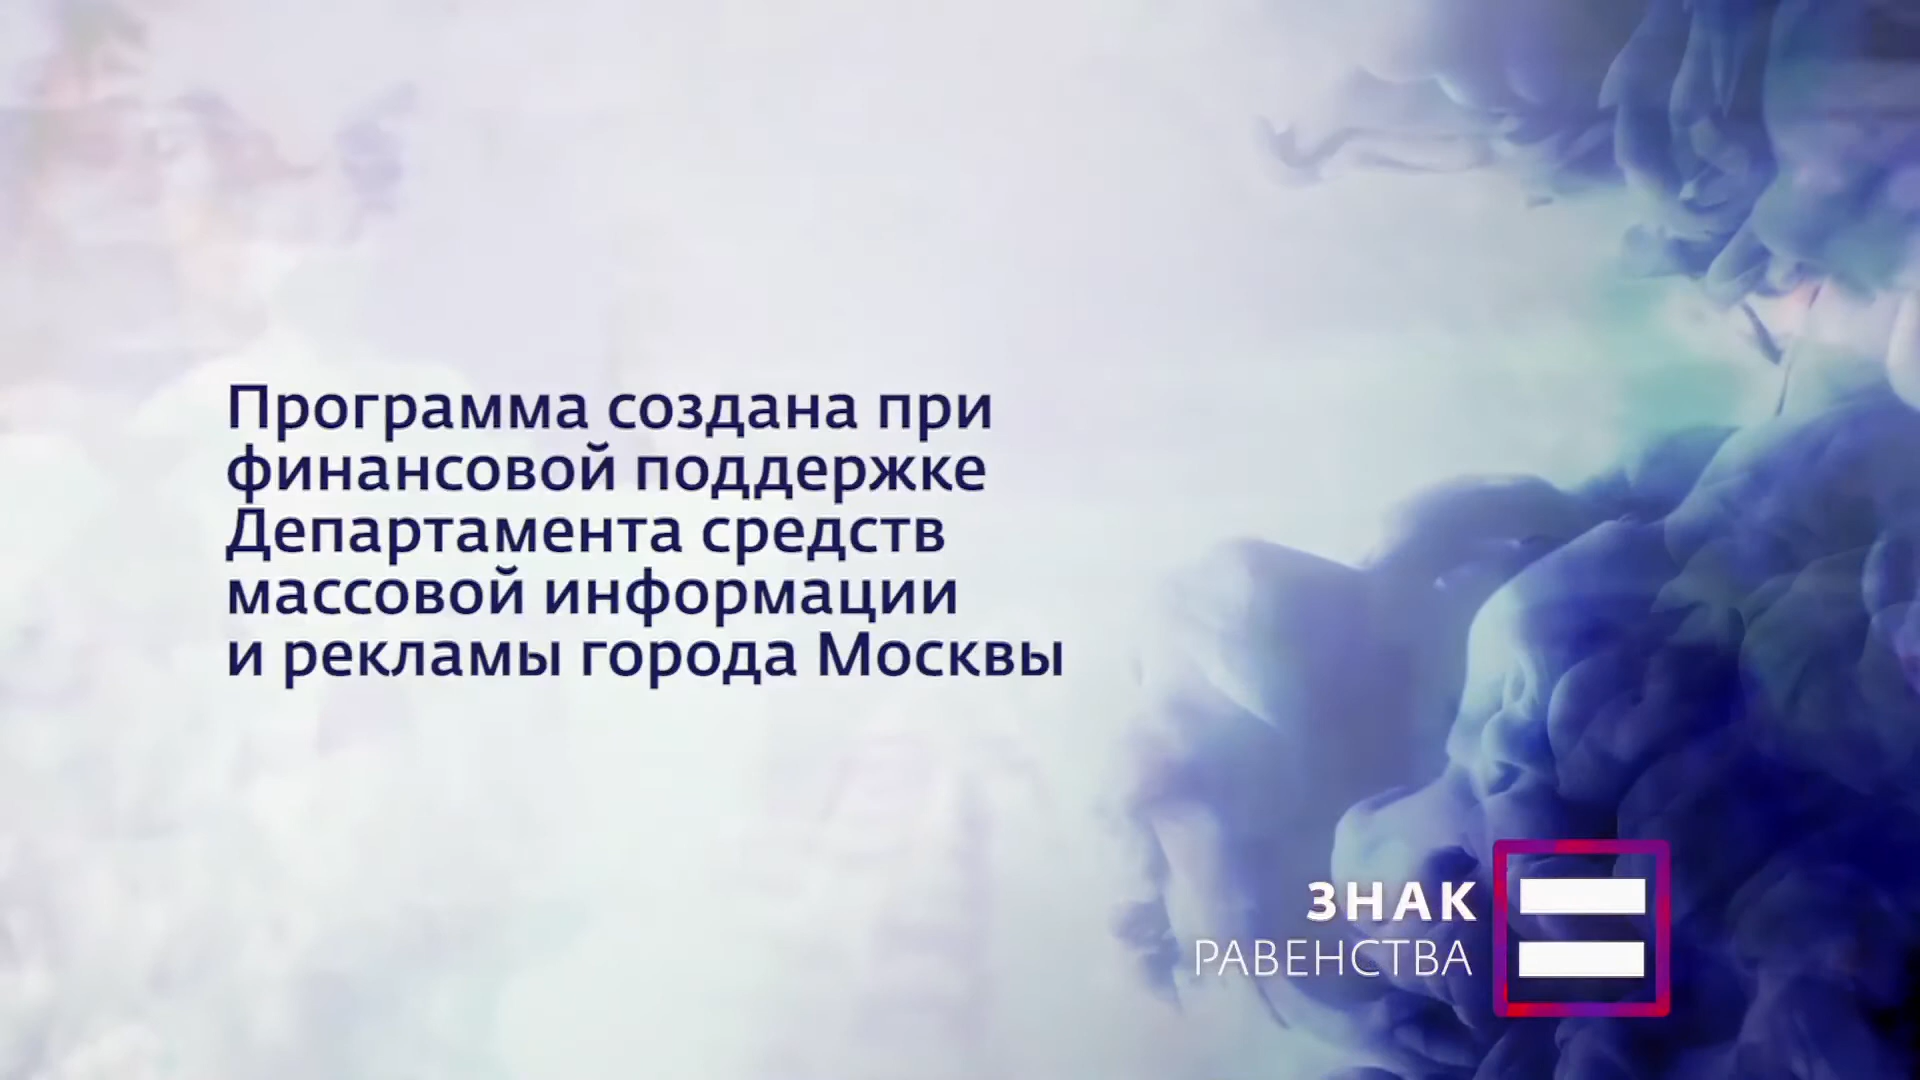 Программа создана при
финансовой поддержке
Департамента средств
массовой информации
и рекламы города Москвы
ЗНАК
РАВЕНСТВА